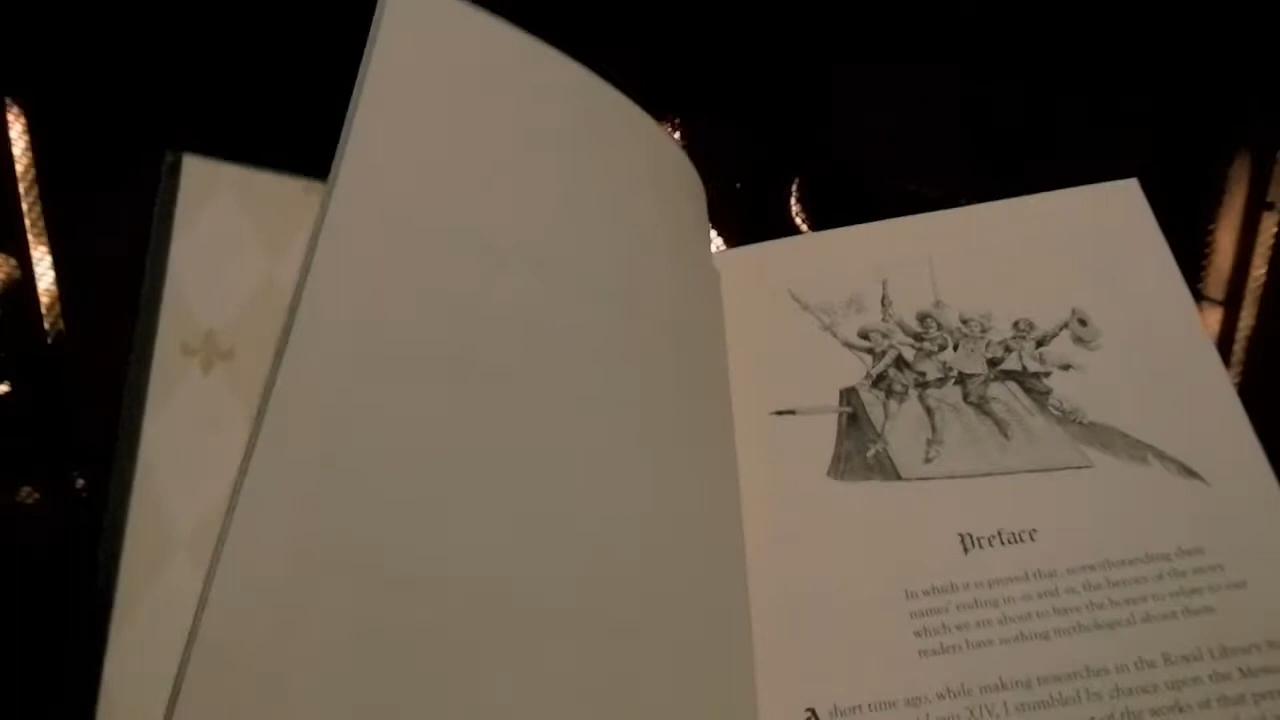 Preface
In which it is proved that, notwithstanding their
names' ending in -os and -is, the heroes of the story
which we are about to have the honor to relate to our
readers have nothing mythological about them
A short time ago, while making researches in the Royal Library
XIV, I stumbled by chance upon the
of the works of that